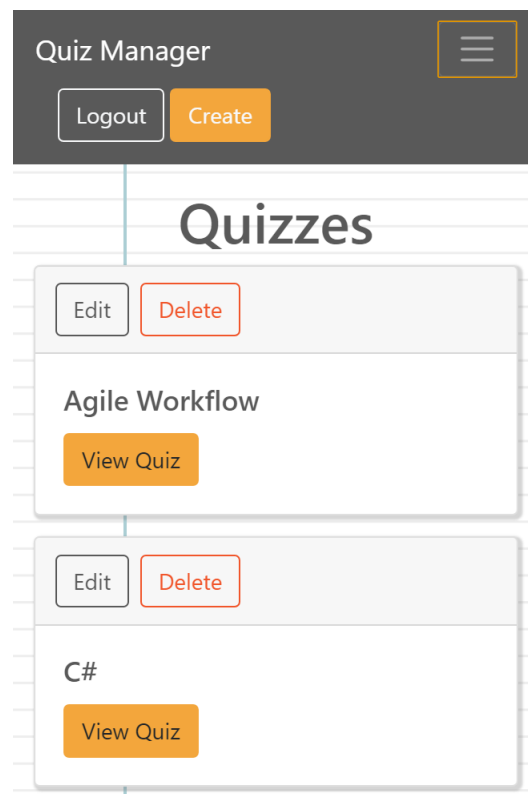 Quiz Manager
Logout Create
Quizzes
Edit Delete
Agile Workflow
View Quiz
Edit Delete
C#
View Quiz